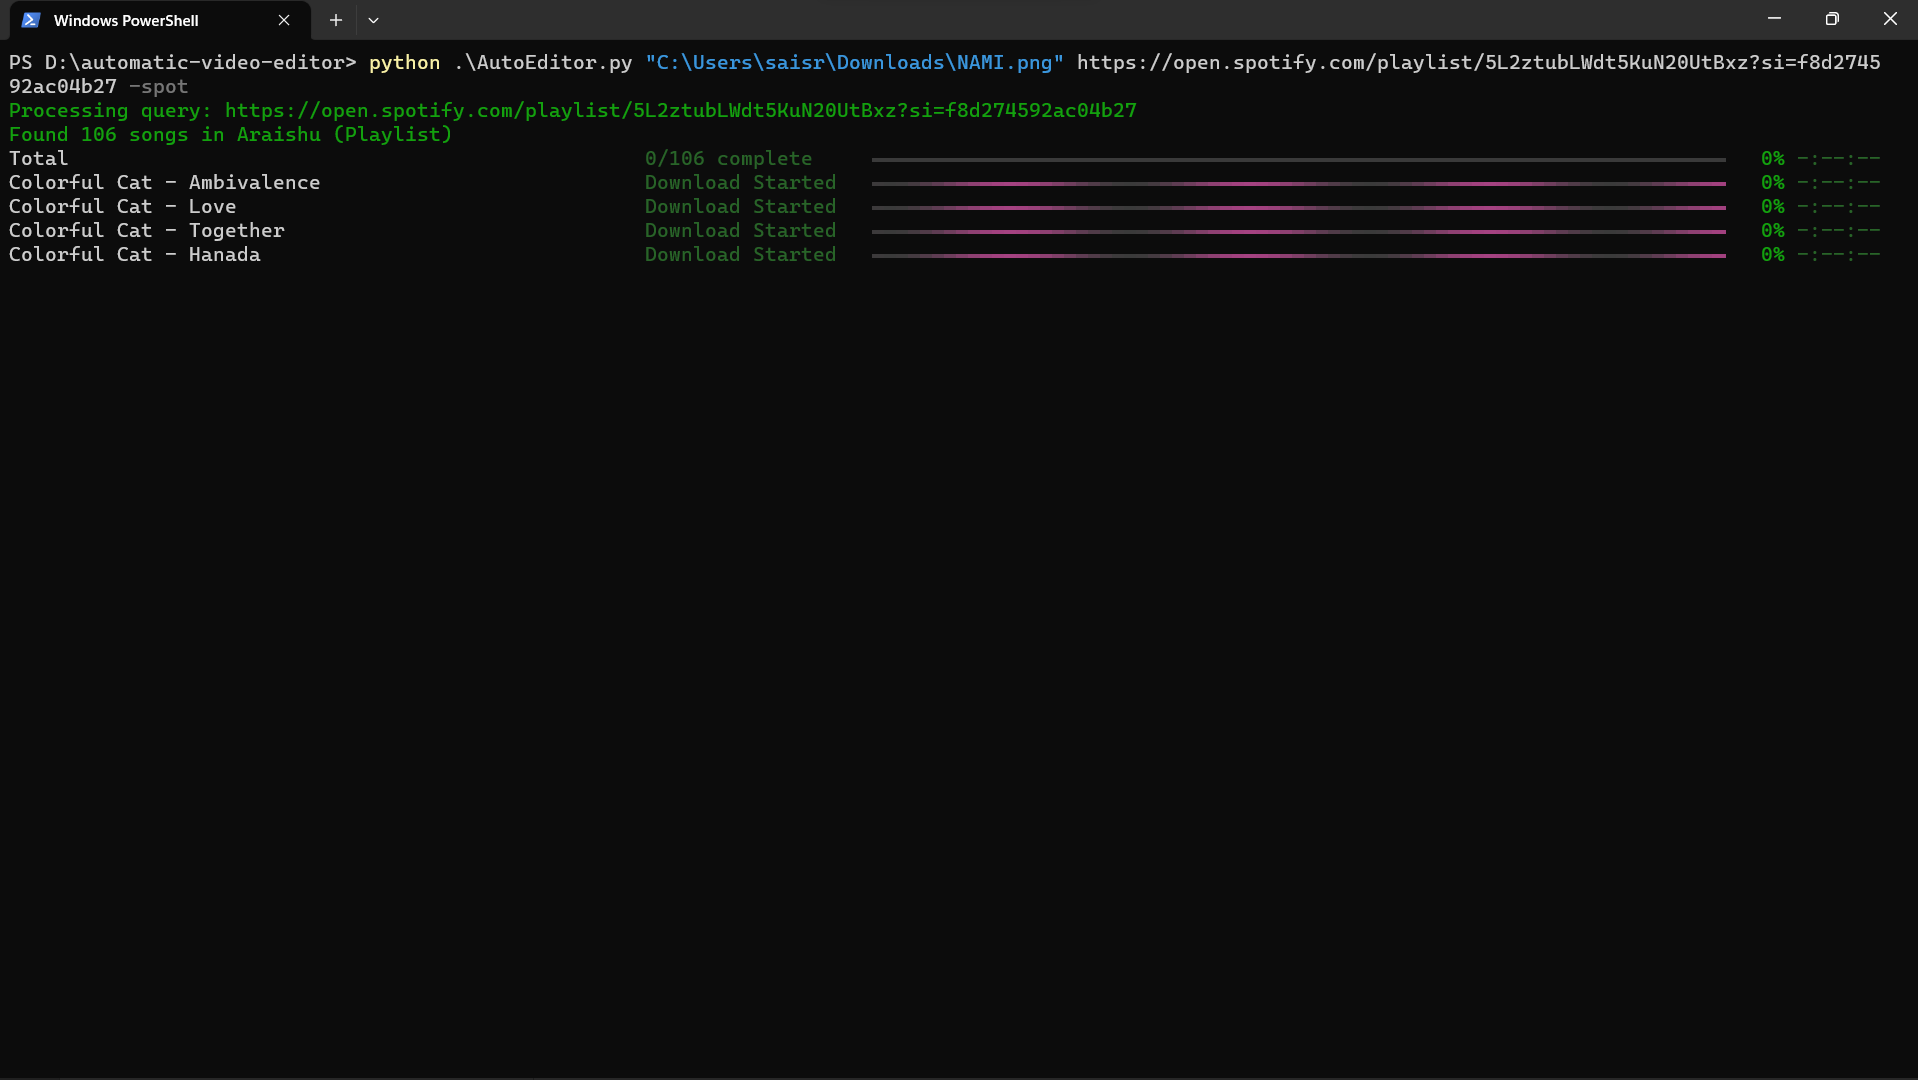 Windows PowerShell
PS D:\automatic-video-editor> python .\AutoEditor.py "C:\Users\saisr\Downloads\NAMI.png" https://open.spotify.com/playlist/5L2ztubLWdt5KuN20UtBxz?si=f8d2745
92ac04b27 -spot
Processing query: https://open.spotify.com/playlist/5L2ztubLWdt5KuN20UtBxz?si=f8d274592ac04b27
Found 106 songs in Araishu (Playlist)
Total 0/106 complete 0% -:--:--
Colorful Cat - Ambivalence Download Started 0% -:--:--
Colorful Cat - Love Download Started 0% -:--:--
Colorful Cat - Together Download Started 0% -:--:--
Colorful Cat - Hanada Download Started 0% -:--:--